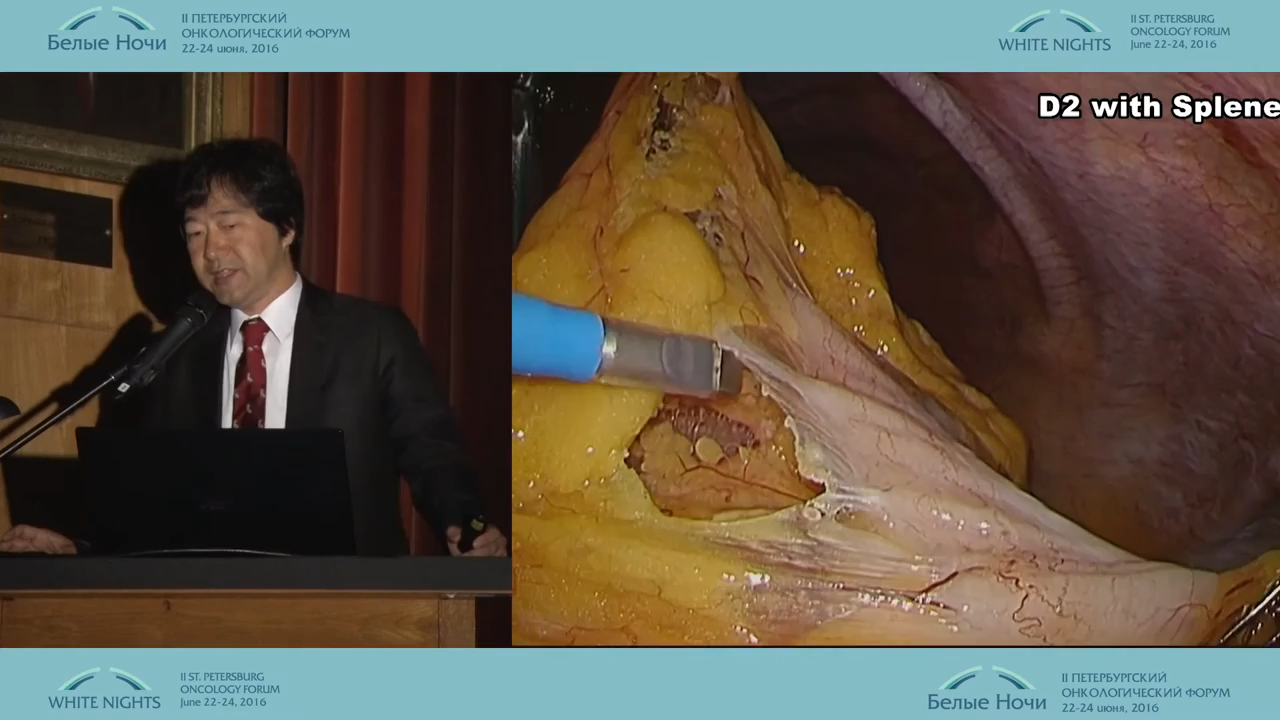 Белые Ночи
II ПЕТЕРБУРГСКИЙ
ОНКОЛОГИЧЕСКИЙ ФОРУМ
22-24 июня, 2016
WHITE NIGHTS
II ST. PETERSBURG
ONCOLOGY FORUM
June 22-24, 2016
D2 with Splene
WHITE NIGHTS
II ST. PETERSBURG
ONCOLOGY FORUM
June 22-24, 2016
Белые Ночи
II ПЕТЕРБУРГСКИЙ
ОНКОЛОГИЧЕСКИЙ ФОРУМ
22-24 июня, 2016